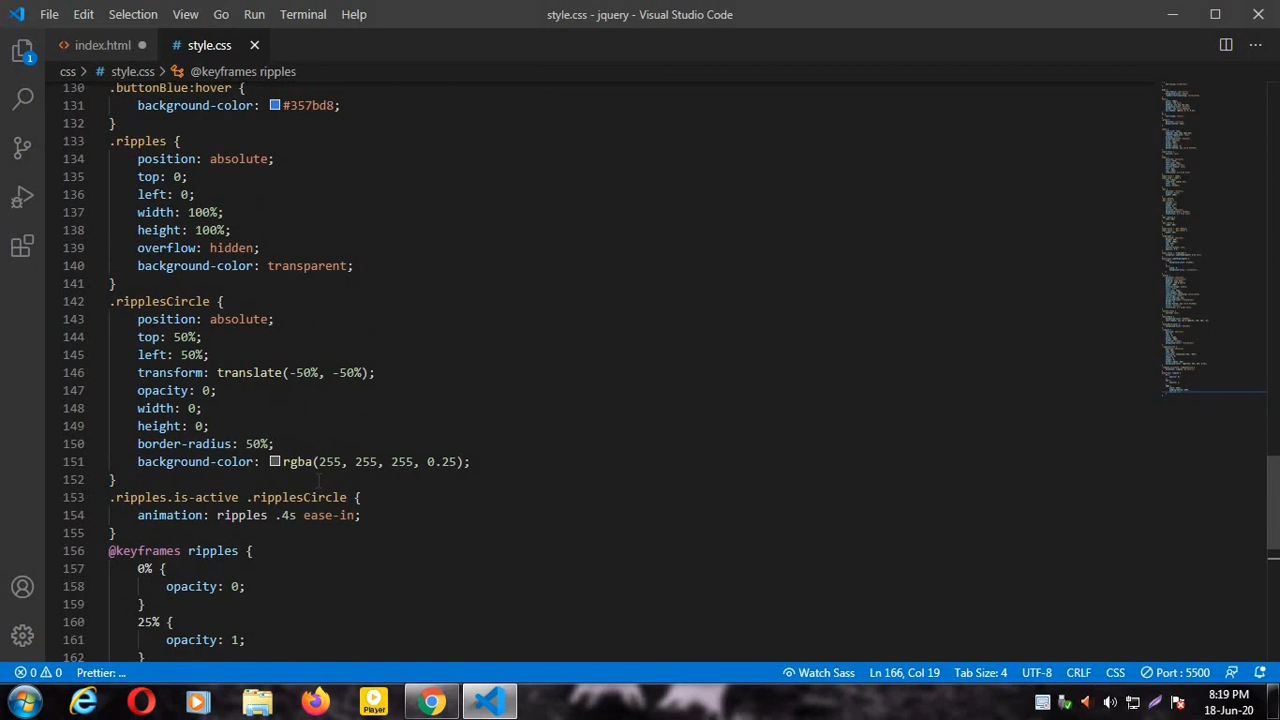 File Edit Selection View Go Run Terminal Help
style.css - jquery - Visual Studio Code
index.html
style.css
css > style.css > @keyframes ripples
130 .buttonBlue:hover {
131 background-color: #357bd8;
132 }
133 .ripples {
134 position: absolute;
135 top: 0;
136 left: 0;
137 width: 100%;
138 height: 100%;
139 overflow: hidden;
140 background-color: transparent;
141 }
142 .ripplesCircle {
143 position: absolute;
144 top: 50%;
145 left: 50%;
146 transform: translate(-50%, -50%);
147 opacity: 0;
148 width: 0;
149 height: 0;
150 border-radius: 50%;
151 background-color: rgba(255, 255, 255, 0.25);
152 }
153 .ripples.is-active .ripplesCircle {
154 animation: ripples .4s ease-in;
155 }
156 @keyframes ripples {
157 0% {
158 opacity: 0;
159 }
160 25% {
161 opacity: 1;
162 }
1
0 0 Prettier: ... Watch Sass Ln 166, Col 19 Tab Size: 4 UTF-8 CRLF CSS Port : 5500
Player
8:19 PM
18-Jun-20